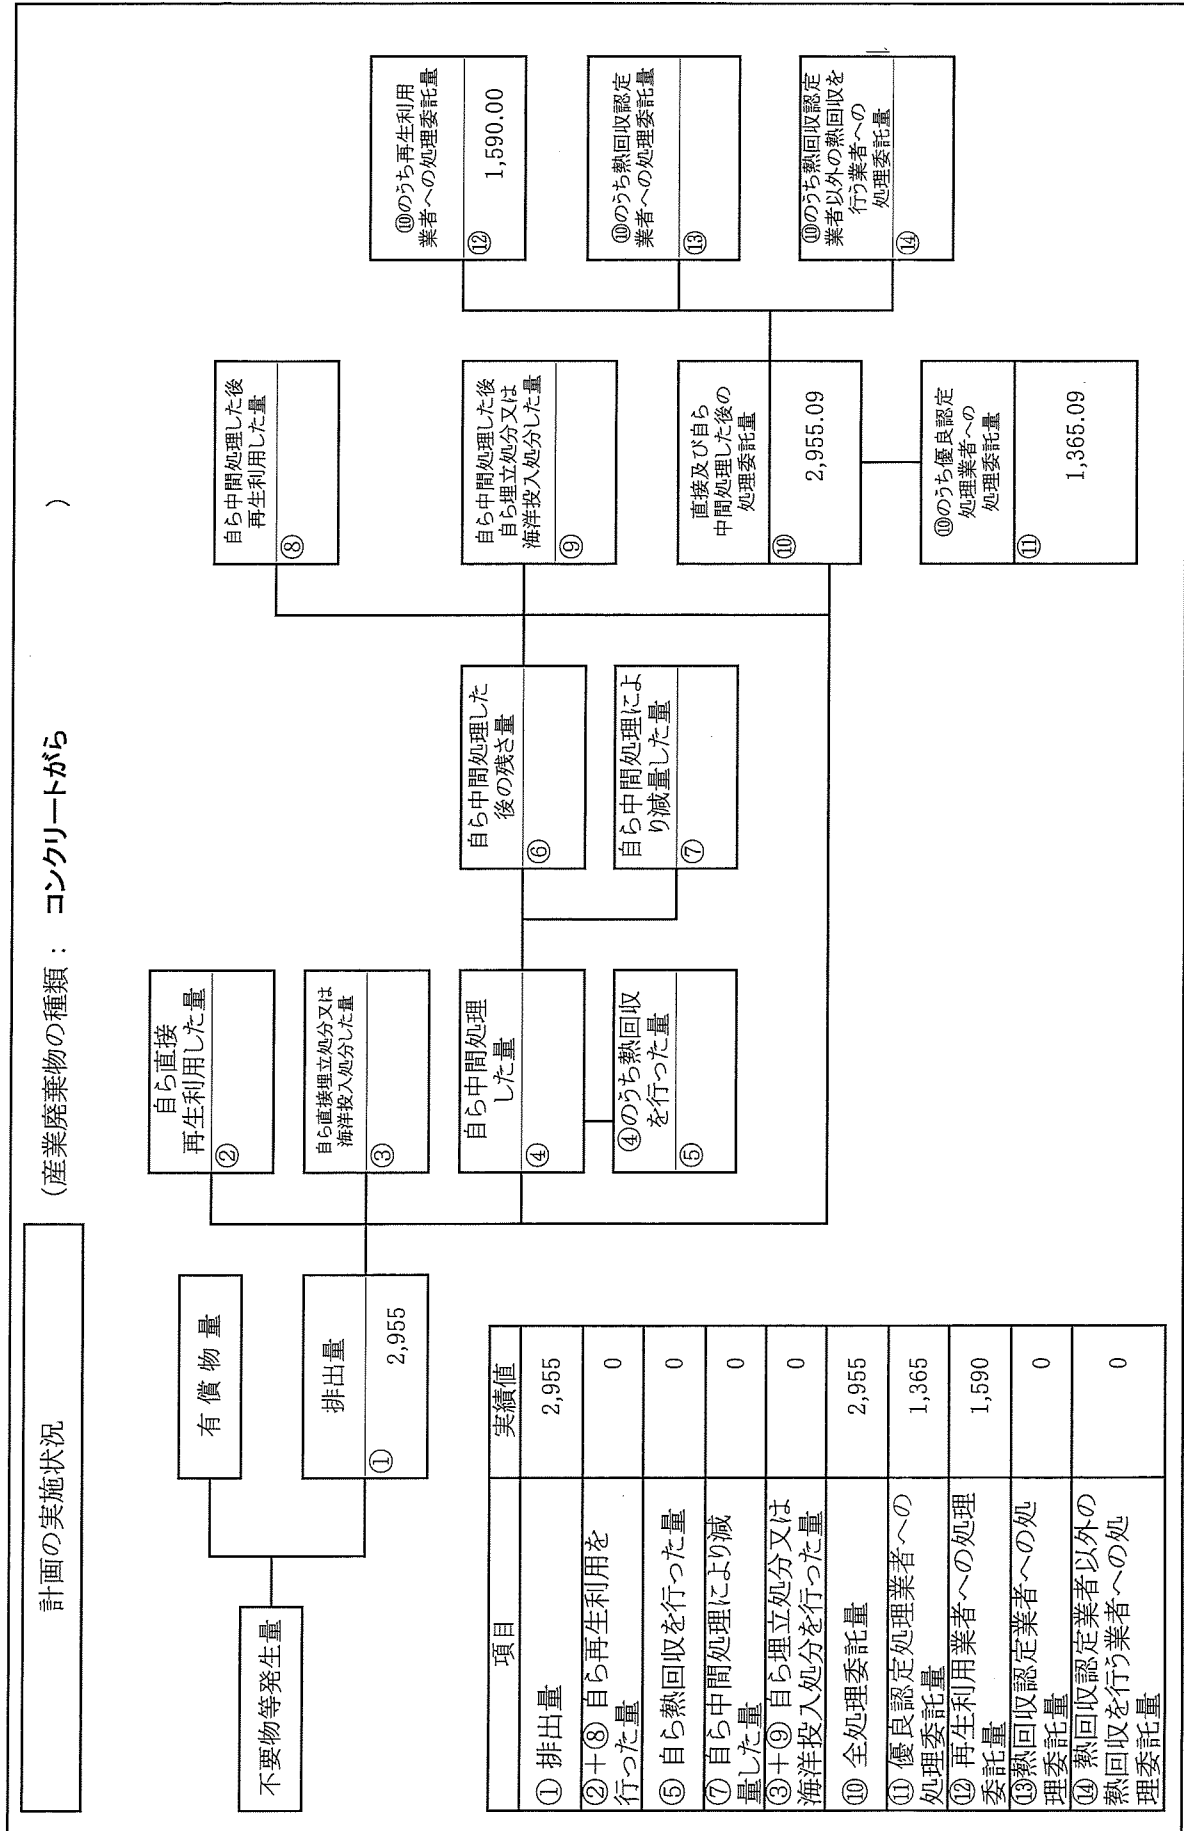 計画の実施状況
(産業廃棄物の種類： コンクリートがら )
不要物等発生量
有償物量
排出量
① 2,955
自ら直接
再生利用した量
②
自ら直接埋立処分又は
海洋投入処分した量
③
自ら中間処理
した量
④
④のうち熱回収
を行った量
⑤
自ら中間処理した
後の残さ量
⑥
自ら中間処理によ
り減量した量
⑦
自ら中間処理した後
再生利用した量
⑧
自ら中間処理した後
自ら埋立処分又は
海洋投入処分した量
⑨
直接及び自ら
中間処理した後の
処理委託量
⑩ 2,955.09
⑩のうち優良認定
処理業者への
処理委託量
⑪ 1,365.09
⑩のうち再生利用
業者への処理委託量
⑫ 1,590.00
⑩のうち熱回収認定
業者への処理委託量
⑬
⑩のうち熱回収認定
業者以外の熱回収を
行う業者への
処理委託量
⑭
項目 実績値
① 排出量 2,955
②＋⑧ 自ら再生利用を
行った量 0
⑤ 自ら熱回収を行った量 0
⑦ 自ら中間処理により減
量した量 0
③＋⑨ 自ら埋立処分又は
海洋投入処分を行った量 0
⑩ 全処理委託量 2,955
⑪ 優良認定処理業者への
処理委託量 1,365
⑫ 再生利用業者への処理
委託量 1,590
⑬熱回収認定業者への処
理委託量 0
⑭ 熱回収認定業者以外の
熱回収を行う業者への処
理委託量 0